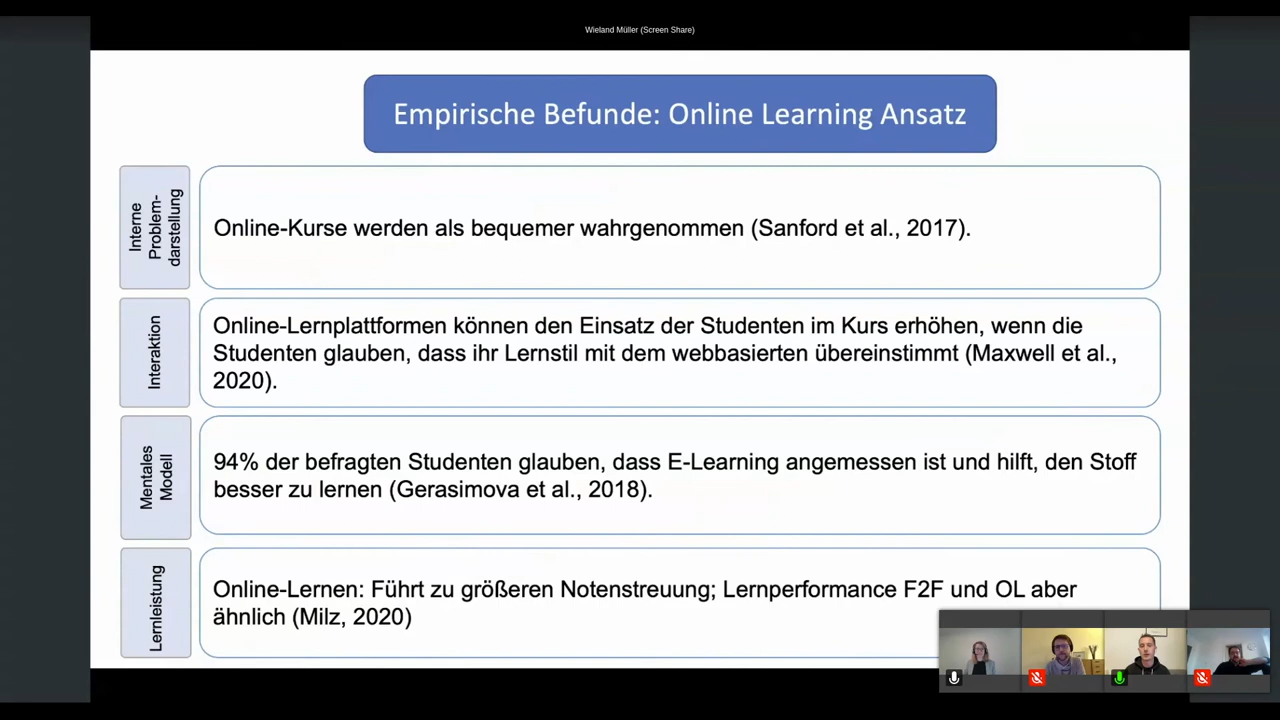 Wieland Müller (Screen Share)
Empirische Befunde: Online Learning Ansatz
Interne
Problem-
darstellung
Online-Kurse werden als bequemer wahrgenommen (Sanford et al., 2017).
Interaktion
Online-Lernplattformen können den Einsatz der Studenten im Kurs erhöhen, wenn die
Studenten glauben, dass ihr Lernstil mit dem webbasierten übereinstimmt (Maxwell et al.,
2020).
Mentales
Modell
94% der befragten Studenten glauben, dass E-Learning angemessen ist und hilft, den Stoff
besser zu lernen (Gerasimova et al., 2018).
Lernleistung
Online-Lernen: Führt zu größeren Notenstreuung; Lernperformance F2F und OL aber
ähnlich (Milz, 2020)